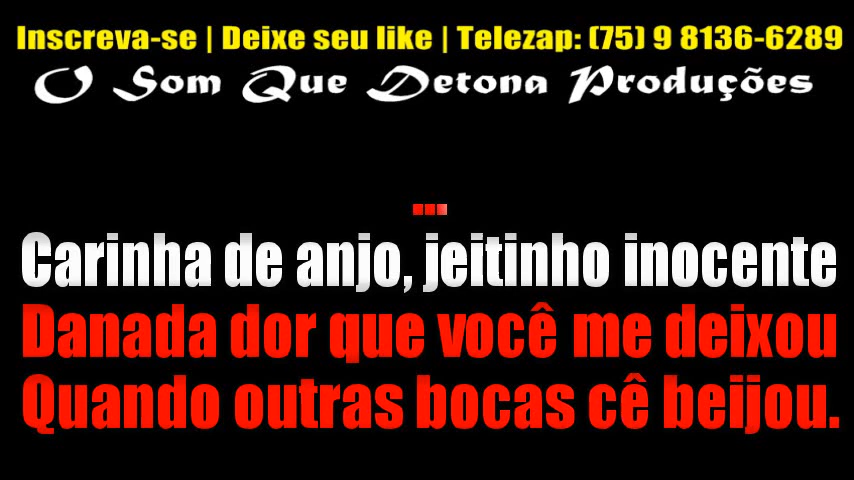 Inscreva-se | Deixe seu like | Telezap: (75) 9 8136-6289
O Som Que Detona Produções
...
Carinha de anjo, jeitinho inocente
Danada dor que você me deixou
Quando outras bocas cê beijou.